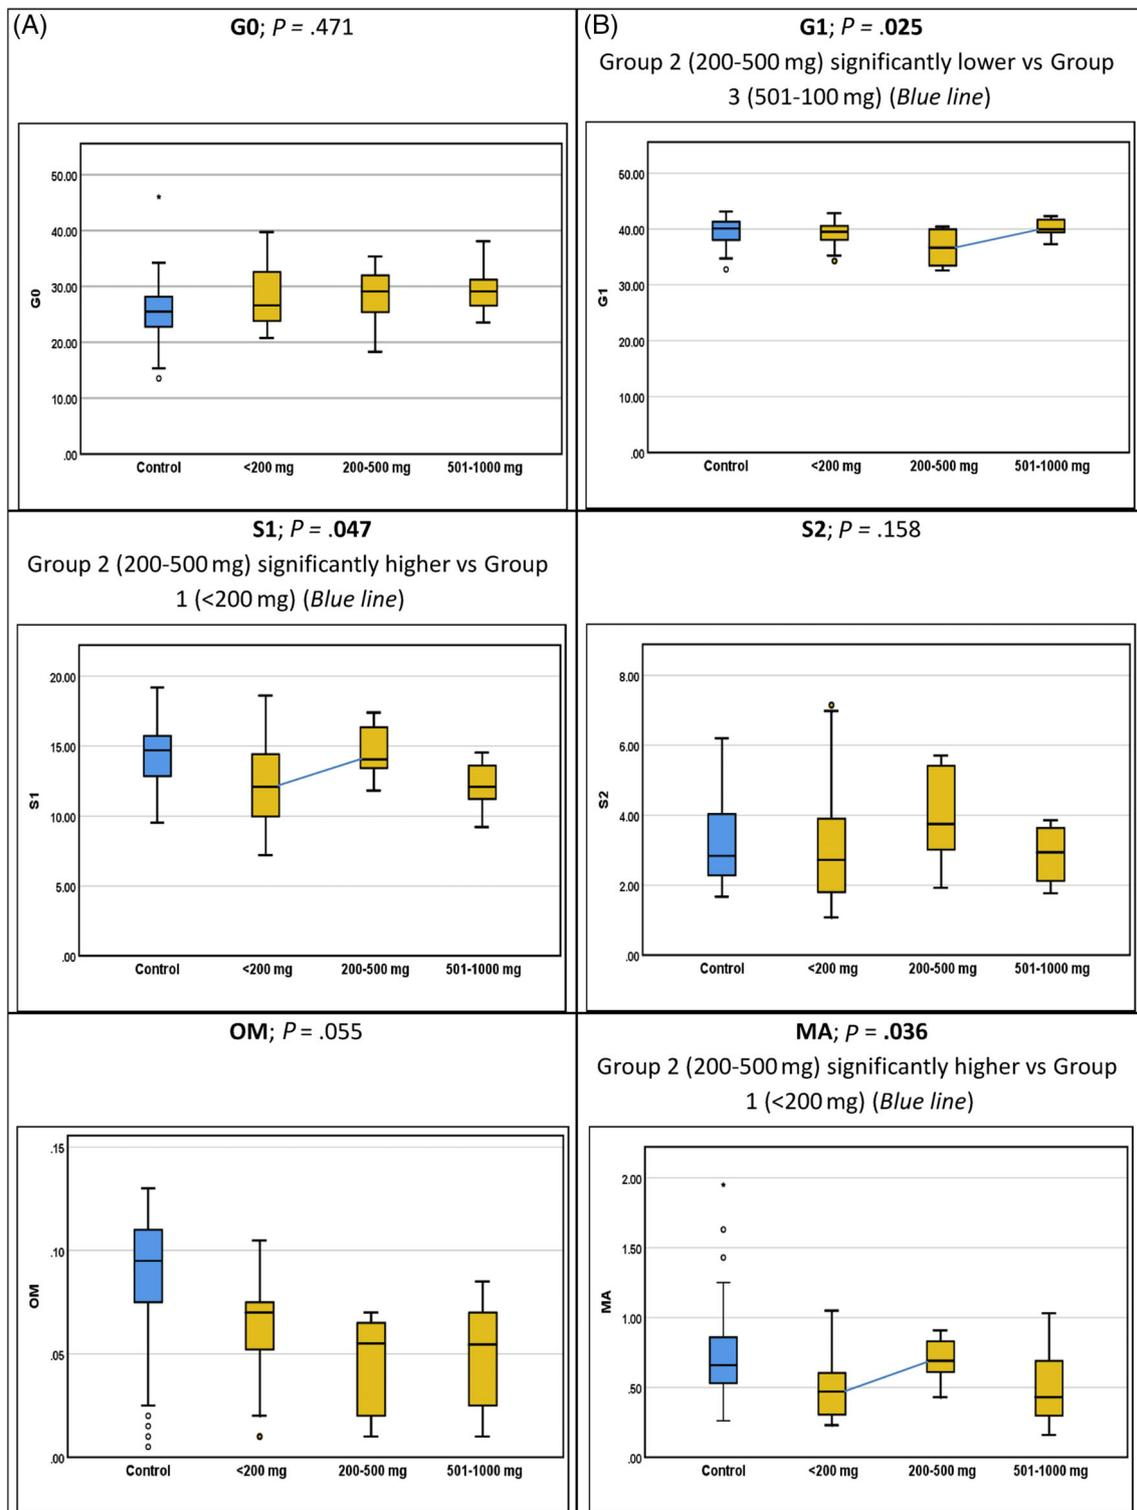 (A) G0; P = .471
50.00
40.00
30.00
20.00
10.00
.00
G0
Control <200 mg 200-500 mg 501-1000 mg
(B) G1; P = .025
Group 2 (200-500 mg) significantly lower vs Group
3 (501-100 mg) (Blue line)
50.00
40.00
30.00
20.00
10.00
.00
G1
Control <200 mg 200-500 mg 501-1000 mg
S1; P = .047
Group 2 (200-500 mg) significantly higher vs Group
1 (<200 mg) (Blue line)
20.00
15.00
10.00
5.00
.00
S1
Control <200 mg 200-500 mg 501-1000 mg
S2; P = .158
8.00
6.00
4.00
2.00
.00
S2
Control <200 mg 200-500 mg 501-1000 mg
OM; P = .055
.15
.10
.05
.00
OM
Control <200 mg 200-500 mg 501-1000 mg
MA; P = .036
Group 2 (200-500 mg) significantly higher vs Group
1 (<200 mg) (Blue line)
2.00
1.50
1.00
.50
.00
MA
Control <200 mg 200-500 mg 501-1000 mg